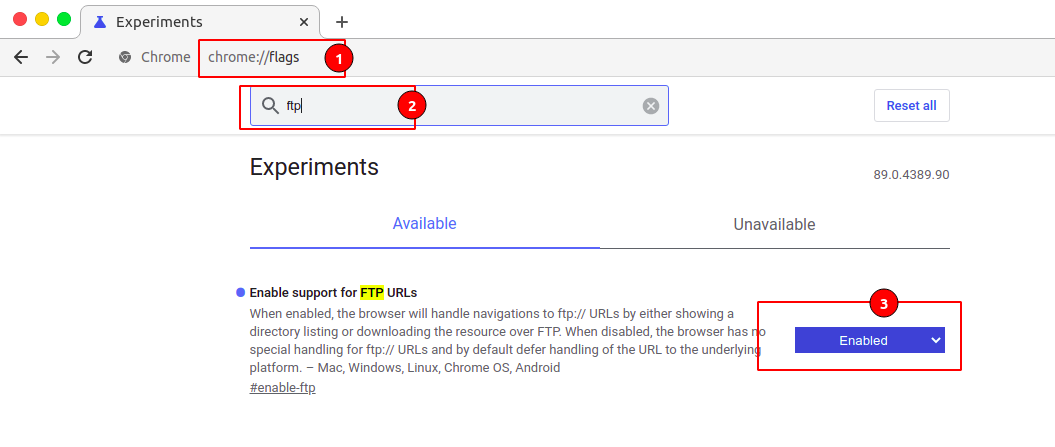 Experiments
Chrome chrome://flags 1
ftp 2
Reset all
Experiments
89.0.4389.90
Available Unavailable
3
Enable support for FTP URLs
When enabled, the browser will handle navigations to ftp:// URLs by either showing a
directory listing or downloading the resource over FTP. When disabled, the browser has no
special handling for ftp:// URLs and by default defer handling of the URL to the underlying
platform. – Mac, Windows, Linux, Chrome OS, Android
#enable-ftp
Enabled